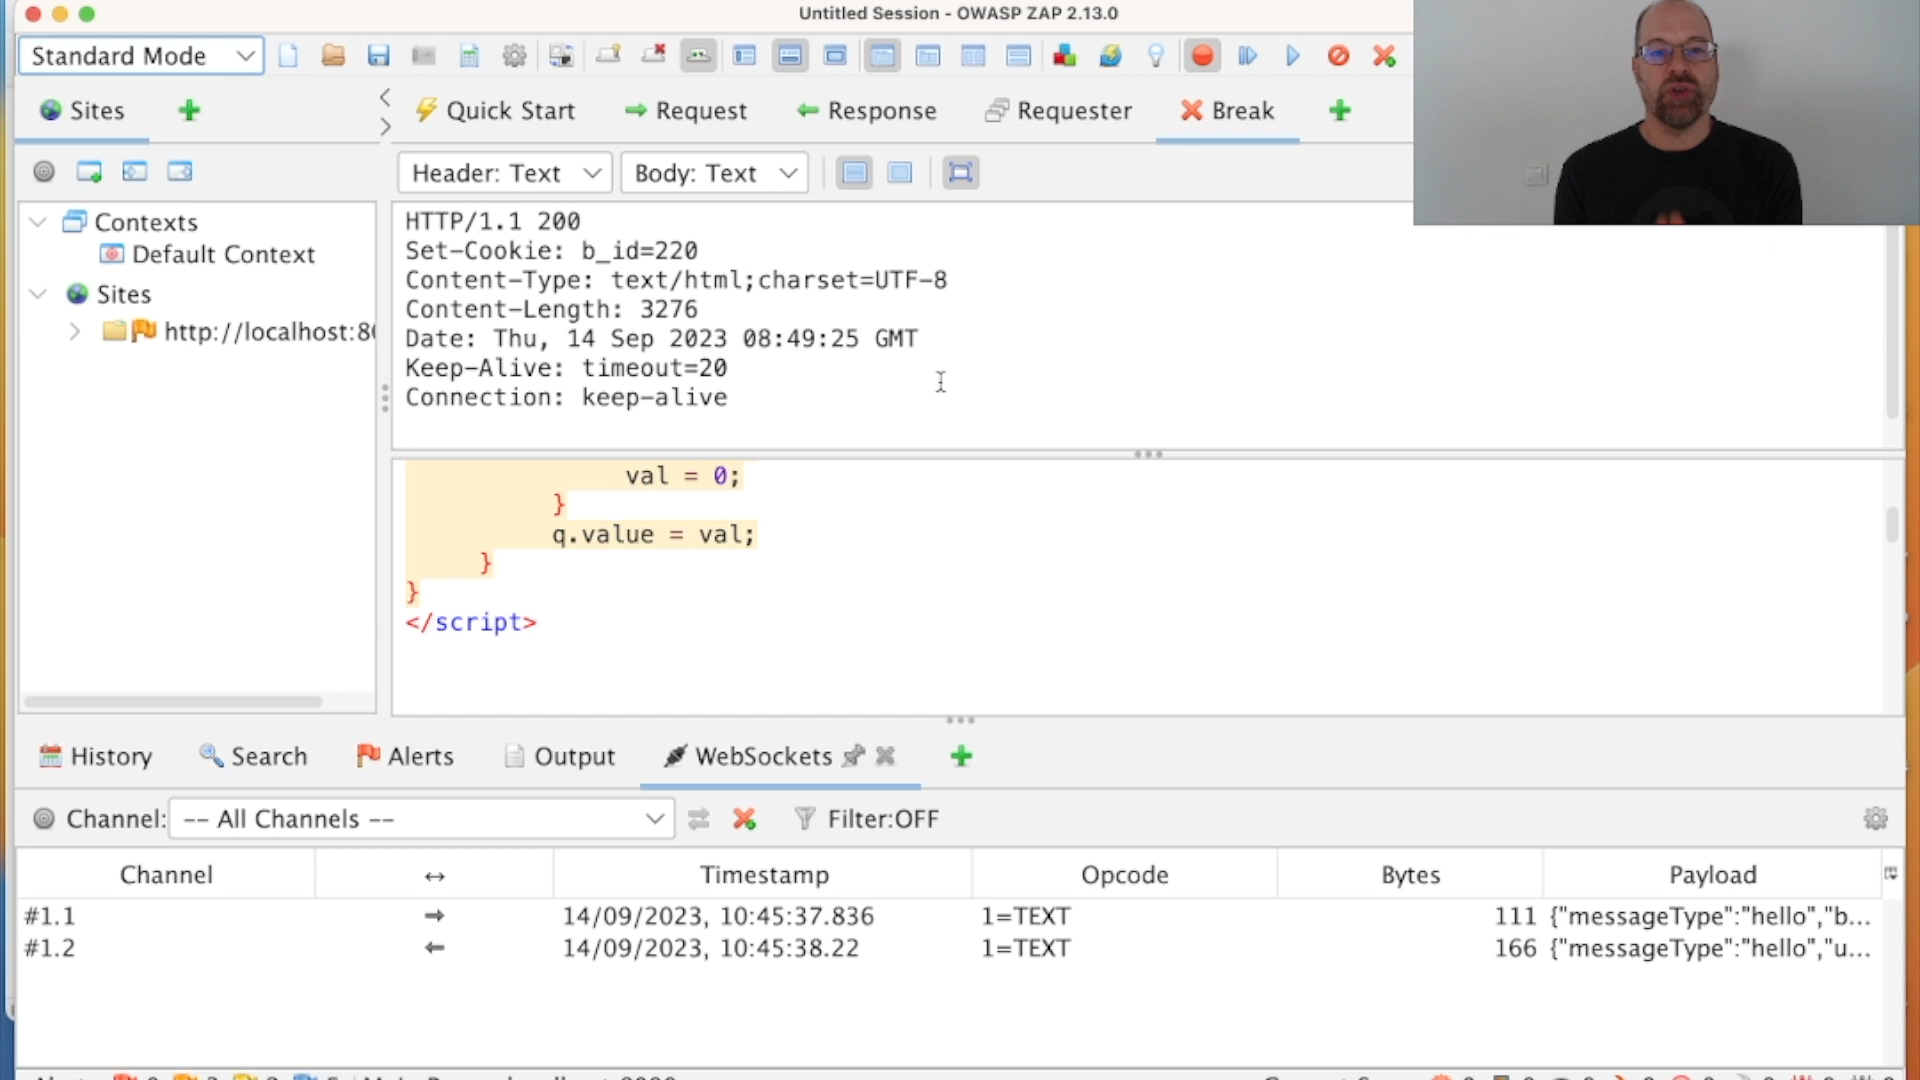 Untitled Session - OWASP ZAP 2.13.0
Standard Mode
Sites
Quick Start
Request
Response
Requester
Break
Header: Text
Body: Text
Contexts
Default Context
Sites
http://localhost:80
HTTP/1.1 200
Set-Cookie: b_id=220
Content-Type: text/html;charset=UTF-8
Content-Length: 3276
Date: Thu, 14 Sep 2023 08:49:25 GMT
Keep-Alive: timeout=20
Connection: keep-alive
val = 0;
}
q.value = val;
}
}
</script>
History
Search
Alerts
Output
WebSockets
Channel:
-- All Channels --
Filter:OFF
Channel ↔ Timestamp Opcode Bytes Payload
#1.1 → 14/09/2023, 10:45:37.836 1=TEXT 111 {"messageType":"hello","b...
#1.2 ← 14/09/2023, 10:45:38.22 1=TEXT 166 {"messageType":"hello","u...